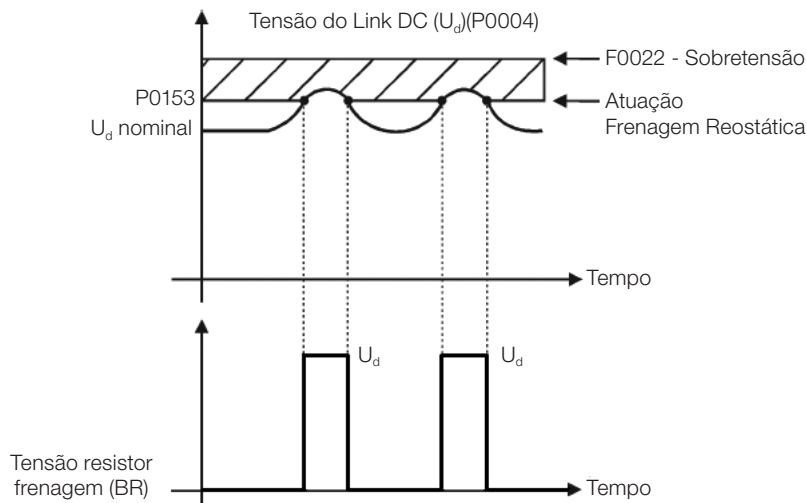 Tensão do Link DC (Ud)(P0004)
F0022 - Sobretensão
P0153
Atuação
Frenagem Reostática
Ud nominal
Tempo
Ud
Ud
Tensão resistor
frenagem (BR)
Tempo